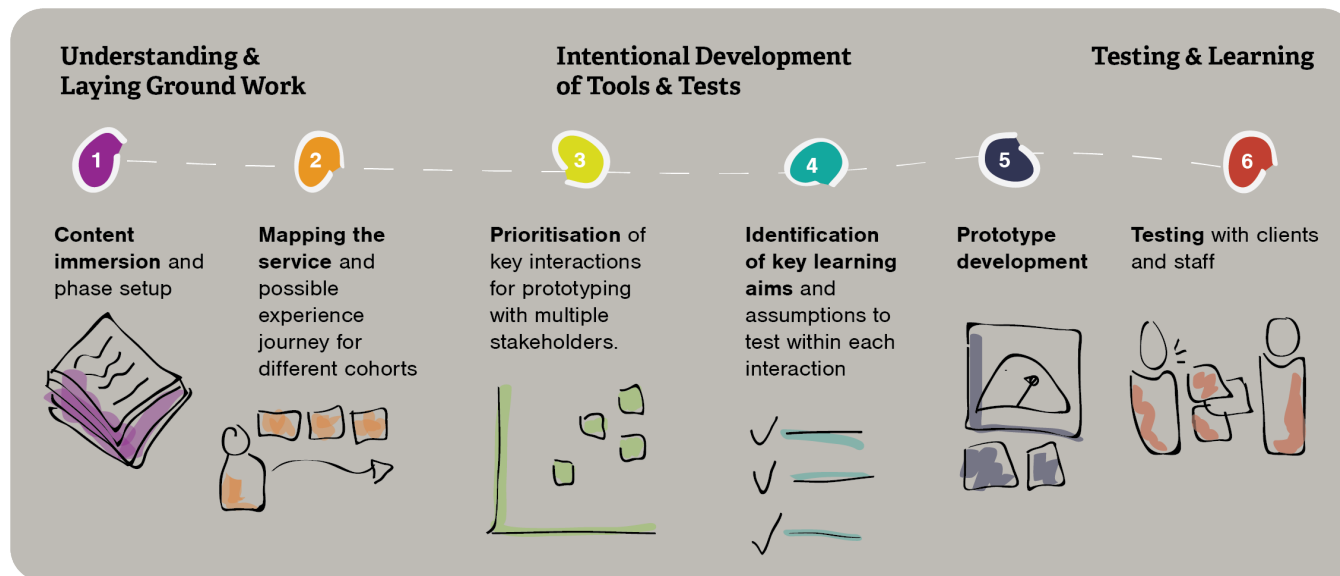 Understanding &
Laying Ground Work
Intentional Development
of Tools & Tests
Testing & Learning
1
2
3
4
5
6
Content
immersion and
phase setup
Mapping the
service and
possible
experience
journey for
different cohorts
Prioritisation of
key interactions
for prototyping
with multiple
stakeholders.
Identification
of key learning
aims and
assumptions to
test within each
interaction
Prototype
development
Testing with clients
and staff